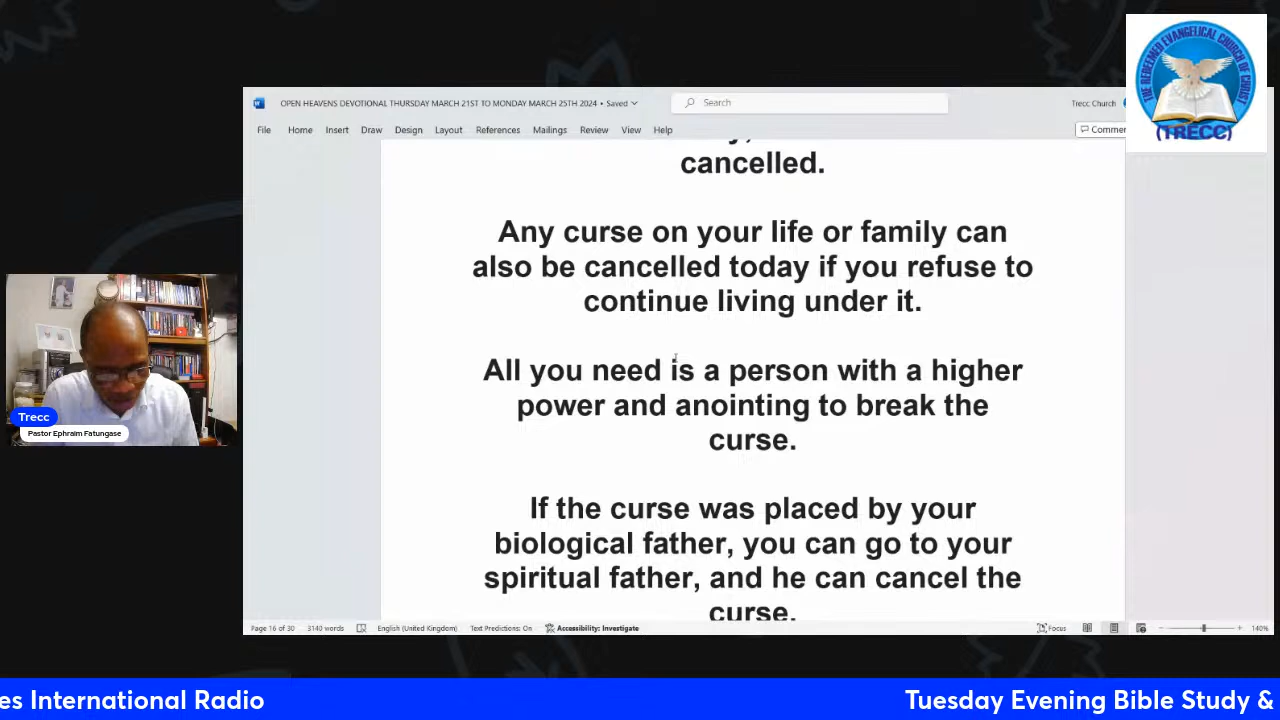 THE REDEEMED EVANGELICAL CHURCH OF CHRIST
(TRECC)
OPEN HEAVENS DEVOTIONAL THURSDAY MARCH 21ST TO MONDAY MARCH 25TH 2024 • Saved
Search
Trecc Church
File Home Insert Draw Design Layout References Mailings Review View Help
cancelled.
Any curse on your life or family can
also be cancelled today if you refuse to
continue living under it.
All you need is a person with a higher
power and anointing to break the
curse.
If the curse was placed by your
biological father, you can go to your
spiritual father, and he can cancel the
curse.
Trecc
Pastor Ephraim Fatungase
Page 16 of 30 3140 words English (United Kingdom) Text Predictions: On Accessibility: Investigate Focus 140%
es International Radio
Tuesday Evening Bible Study &